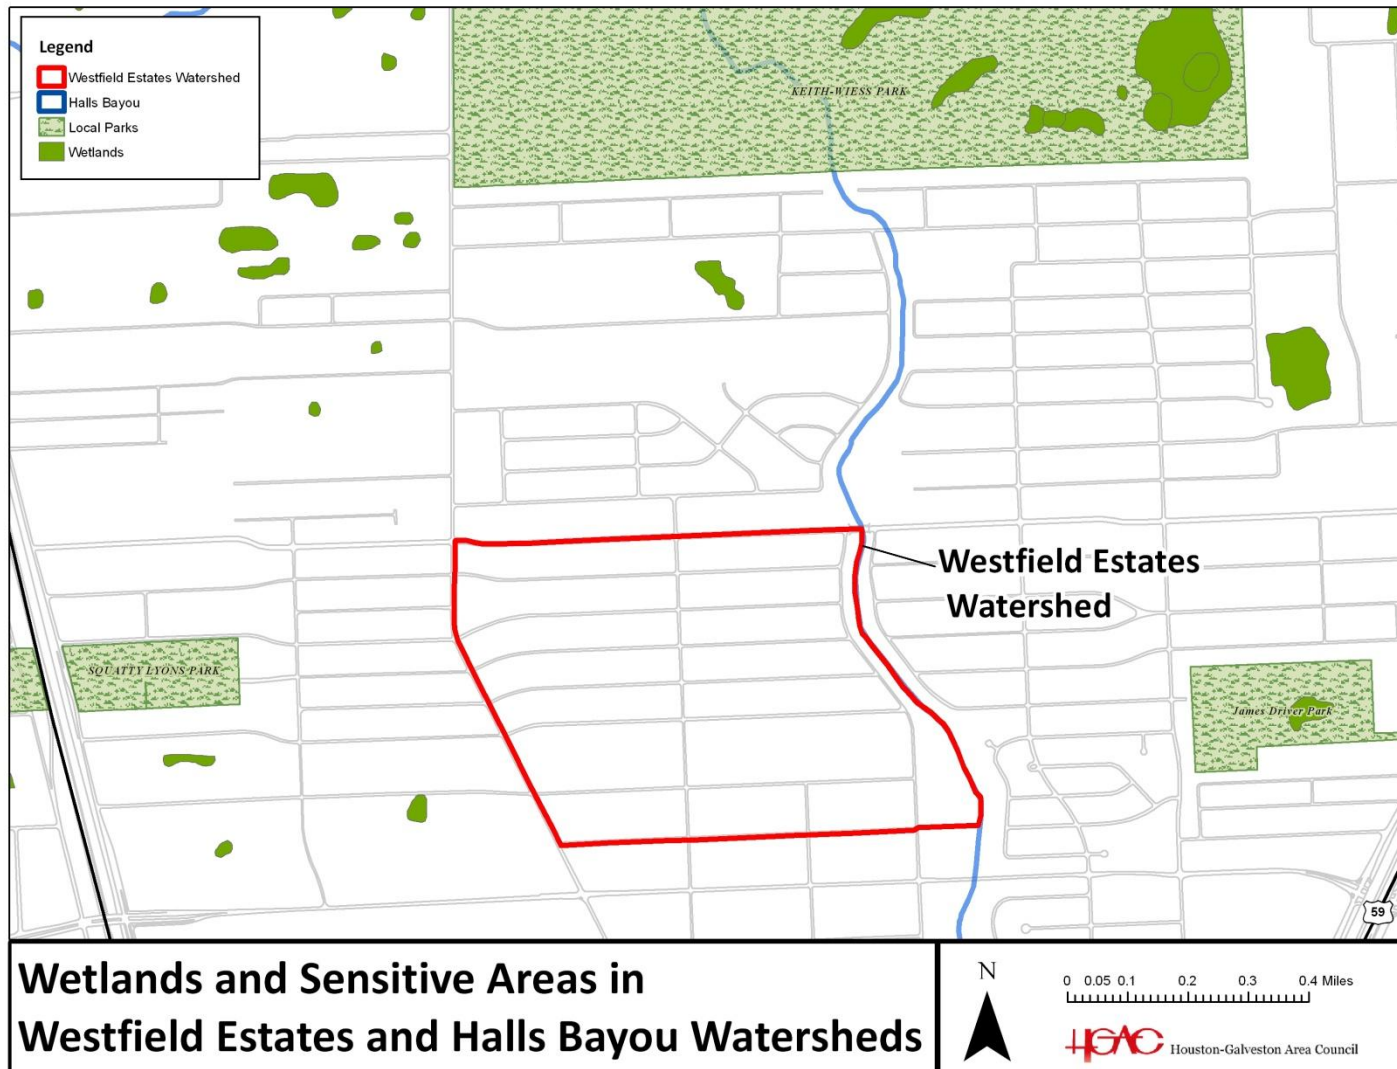 Legend
Westfield Estates Watershed
Halls Bayou
Local Parks
Wetlands
KEITH-WIESS PARK
Westfield Estates
Watershed
SQUATTY LYONS PARK
James Driver Park
59
Wetlands and Sensitive Areas in
Westfield Estates and Halls Bayou Watersheds
N
0 0.05 0.1 0.2 0.3 0.4 Miles
HGAC Houston-Galveston Area Council